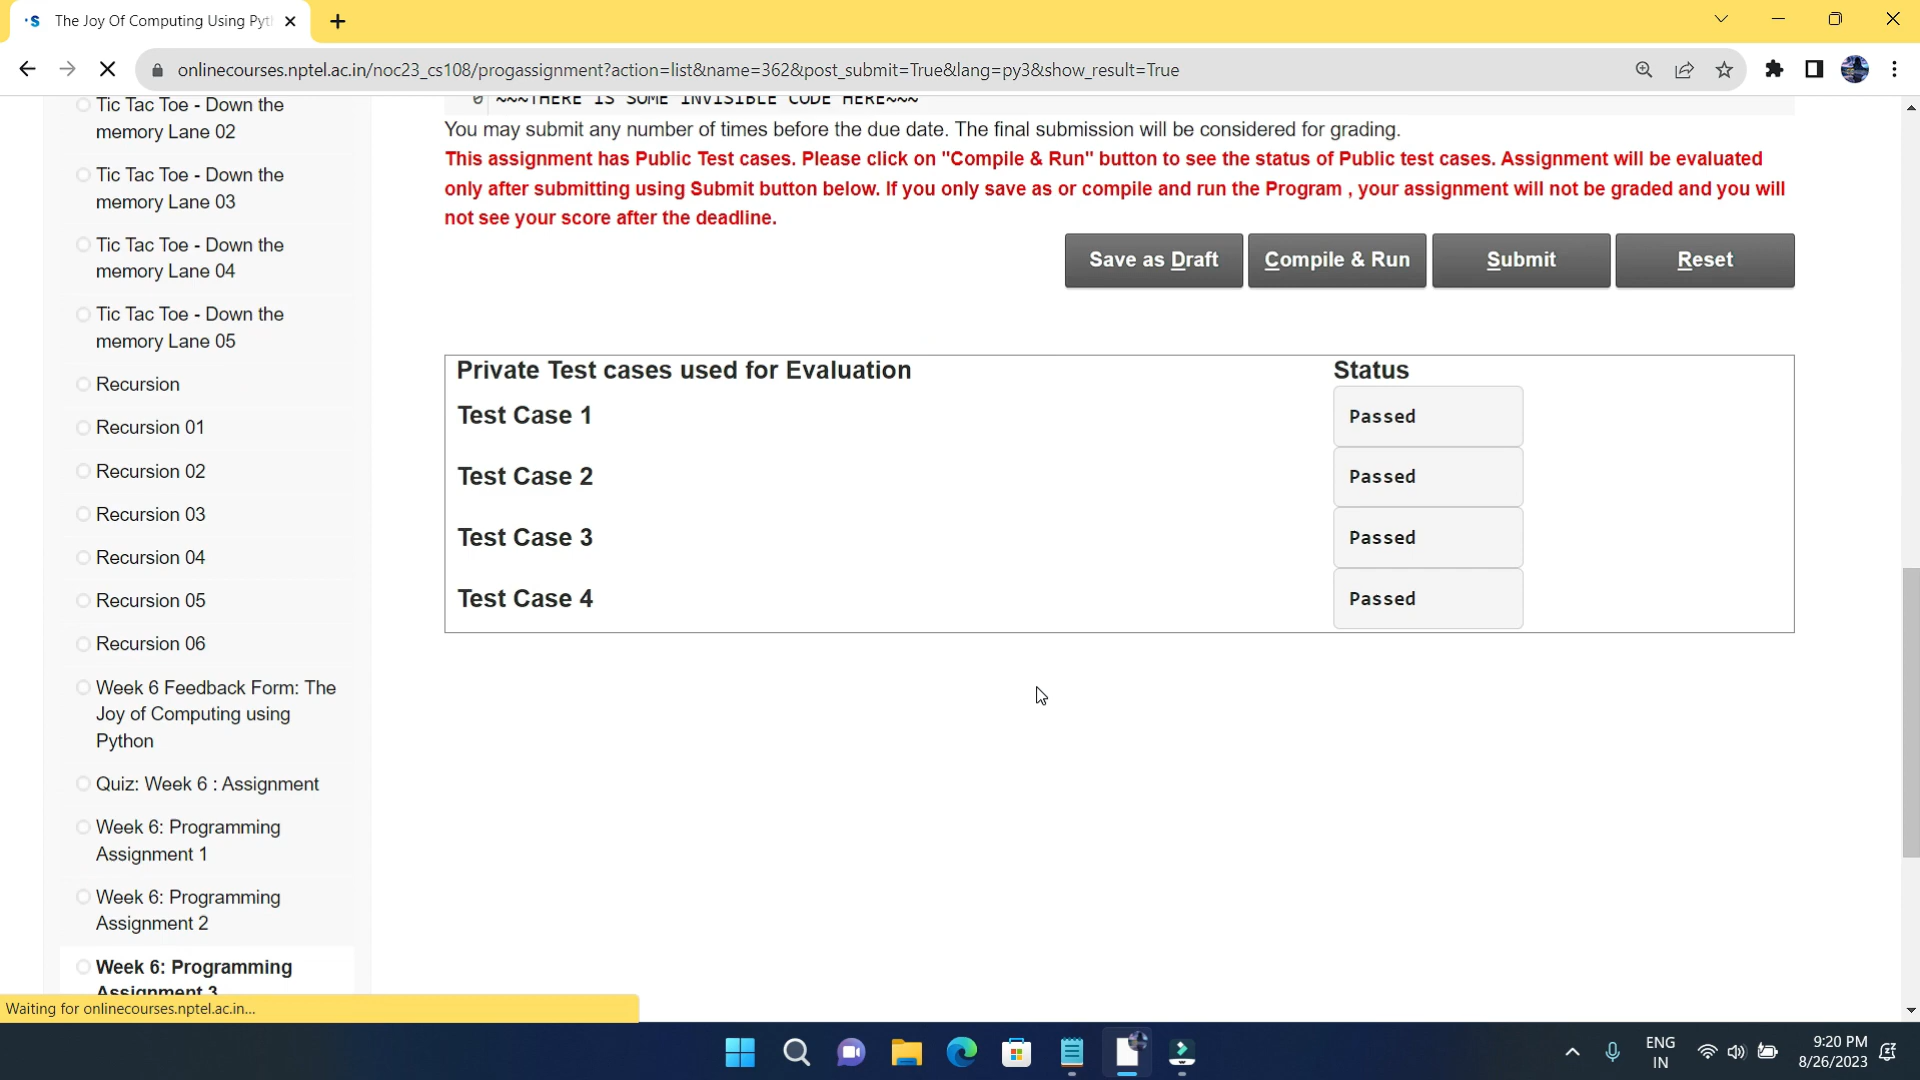 The Joy Of Computing Using Pyt
onlinecourses.nptel.ac.in/noc23_cs108/progassignment?action=list&name=362&post_submit=True&lang=py3&show_result=True
Tic Tac Toe - Down the
memory Lane 02
Tic Tac Toe - Down the
memory Lane 03
Tic Tac Toe - Down the
memory Lane 04
Tic Tac Toe - Down the
memory Lane 05
Recursion
Recursion 01
Recursion 02
Recursion 03
Recursion 04
Recursion 05
Recursion 06
Week 6 Feedback Form: The
Joy of Computing using
Python
Quiz: Week 6 : Assignment
Week 6: Programming
Assignment 1
Week 6: Programming
Assignment 2
Week 6: Programming
Assignment 3
0 ~~~THERE IS SOME INVISIBLE CODE HERE~~~
You may submit any number of times before the due date. The final submission will be considered for grading.
This assignment has Public Test cases. Please click on "Compile & Run" button to see the status of Public test cases. Assignment will be evaluated
only after submitting using Submit button below. If you only save as or compile and run the Program , your assignment will not be graded and you will
not see your score after the deadline.
Save as Draft Compile & Run Submit Reset
Private Test cases used for Evaluation Status
Test Case 1 Passed
Test Case 2 Passed
Test Case 3 Passed
Test Case 4 Passed
Waiting for onlinecourses.nptel.ac.in...
ENG
IN
9:20 PM
8/26/2023